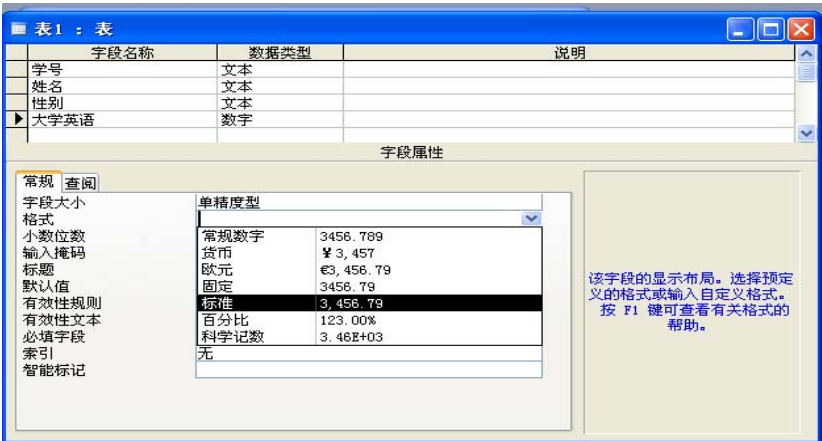 表1 : 表
字段名称 数据类型 说明
学号 文本
姓名 文本
性别 文本
大学英语 数字
字段属性
常规 查阅
字段大小 单精度型
格式
小数位数 常规数字 3456.789
输入掩码 货币 ¥3,457
标题 欧元 €3,456.79
默认值 固定 3456.79
有效性规则 标准 3,456.79
有效性文本 百分比 123.00%
必填字段 科学记数 3.46E+03
索引 无
智能标记
该字段的显示布局。选择预定
义的格式或输入自定义格式。
按 F1 键可查看有关格式的
帮助。